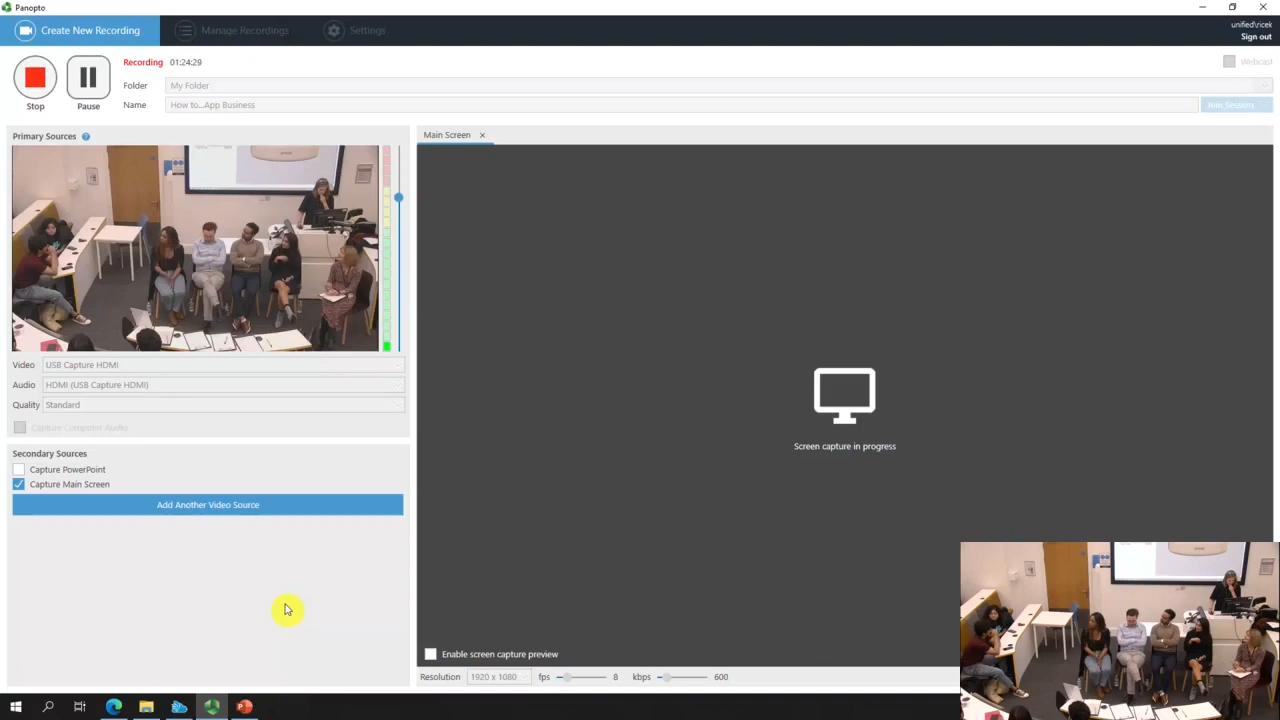 Panopto
Create New Recording
Manage Recordings
Settings
unified\ricek
Sign out
Recording 01:24:29
Webcast
Folder My Folder
Name How to...App Business
Join Session
Stop
Pause
Primary Sources ?
Main Screen ×
Video USB Capture HDMI
Audio HDMI (USB Capture HDMI)
Quality Standard
Capture Computer Audio
Screen capture in progress
Secondary Sources
Capture PowerPoint
Capture Main Screen
Add Another Video Source
Enable screen capture preview
Resolution 1920 x 1080 fps 8 kbps 600